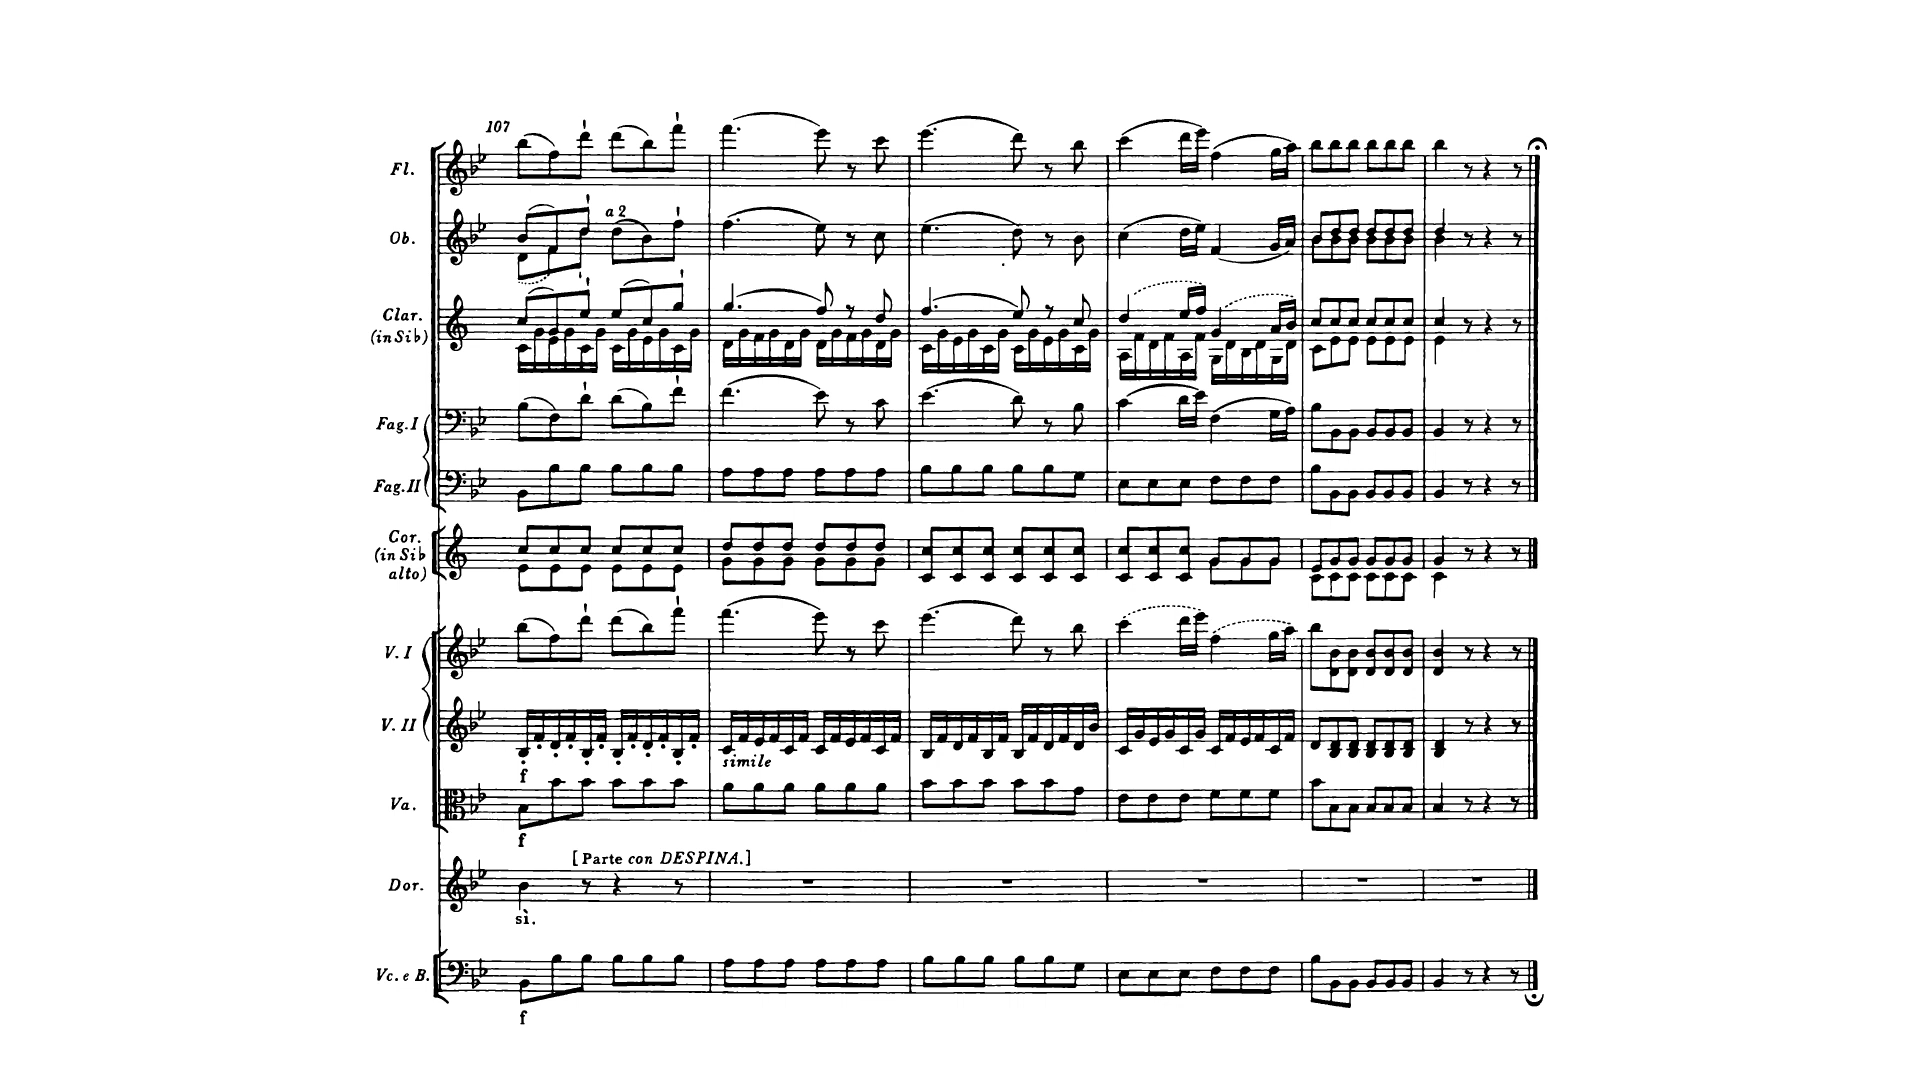 107
Fl.
Ob.
a 2
Clar.
(in Sib)
Fag. I
Fag. II
Cor.
(in Sib
alto)
V. I
V. II
simile
f
Va.
f
[Parte con DESPINA.]
Dor.
sì.
Vc. e B.
f